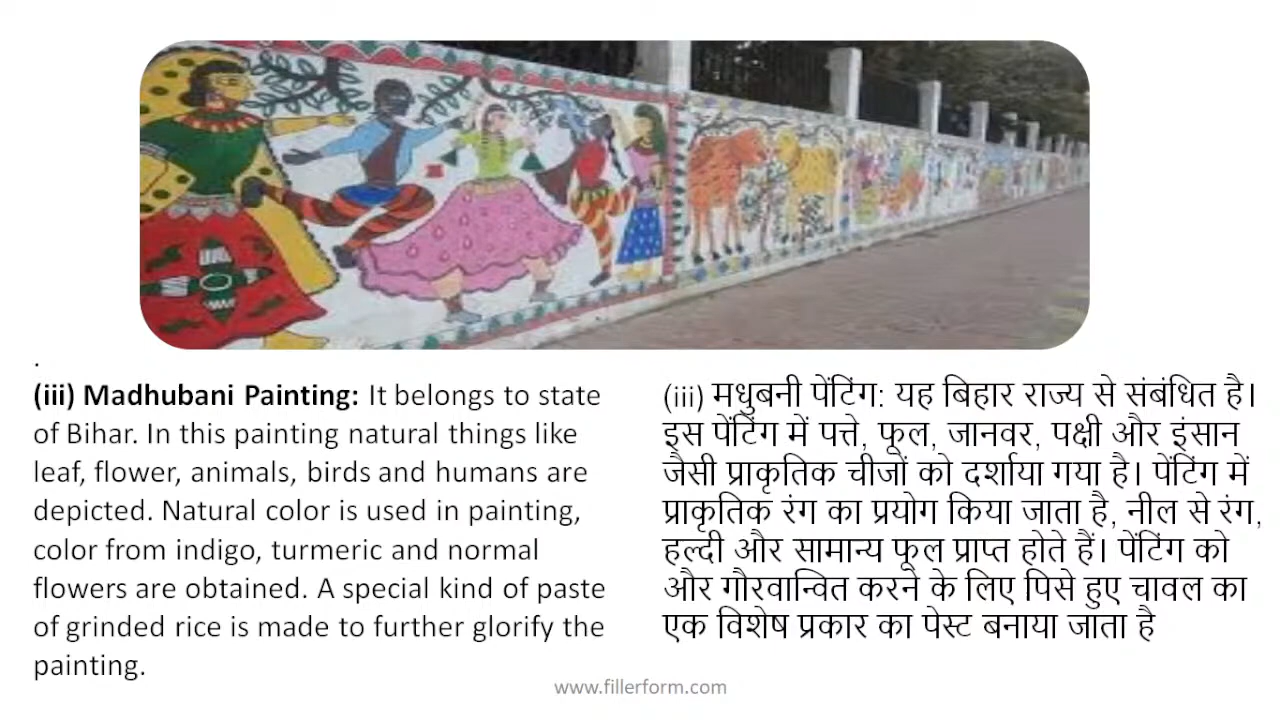 .
(iii) Madhubani Painting: It belongs to state
of Bihar. In this painting natural things like
leaf, flower, animals, birds and humans are
depicted. Natural color is used in painting,
color from indigo, turmeric and normal
flowers are obtained. A special kind of paste
of grinded rice is made to further glorify the
painting.
(iii) मधुबनी पेंटिंग: यह बिहार राज्य से संबंधित है।
इस पेंटिंग में पत्ते, फूल, जानवर, पक्षी और इंसान
जैसी प्राकृतिक चीजों को दर्शाया गया है। पेंटिंग में
प्राकृतिक रंग का प्रयोग किया जाता है, नील से रंग,
हल्दी और सामान्य फूल प्राप्त होते हैं। पेंटिंग को
और गौरवान्वित करने के लिए पिसे हुए चावल का
एक विशेष प्रकार का पेस्ट बनाया जाता है
www.fillerform.com